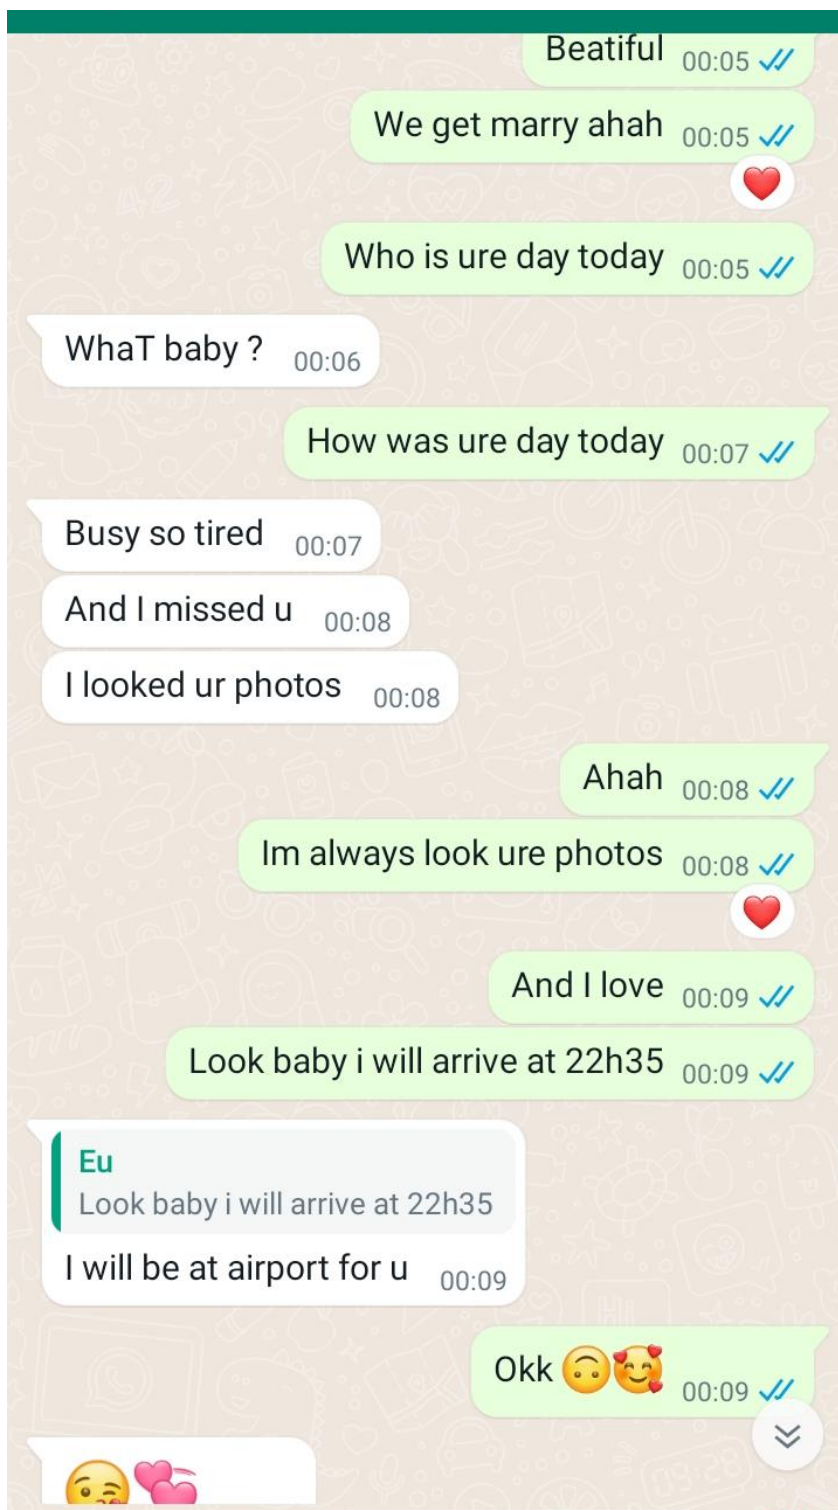 Beatiful 00:05
We get marry ahah 00:05
Who is ure day today 00:05
WhaT baby ? 00:06
How was ure day today 00:07
Busy so tired 00:07
And I missed u 00:08
I looked ur photos 00:08
Ahah 00:08
Im always look ure photos 00:08
And I love 00:09
Look baby i will arrive at 22h35 00:09
Eu
Look baby i will arrive at 22h35
I will be at airport for u 00:09
Okk 🙃🥰 00:09
😘💞